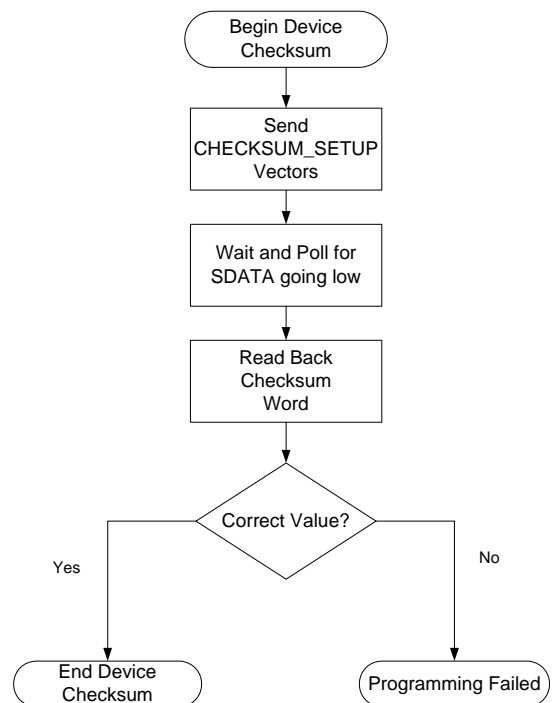 Begin Device
Checksum
Send
CHECKSUM_SETUP
Vectors
Wait and Poll for
SDATA going low
Read Back
Checksum
Word
Correct Value?
Yes
No
End Device
Checksum
Programming Failed